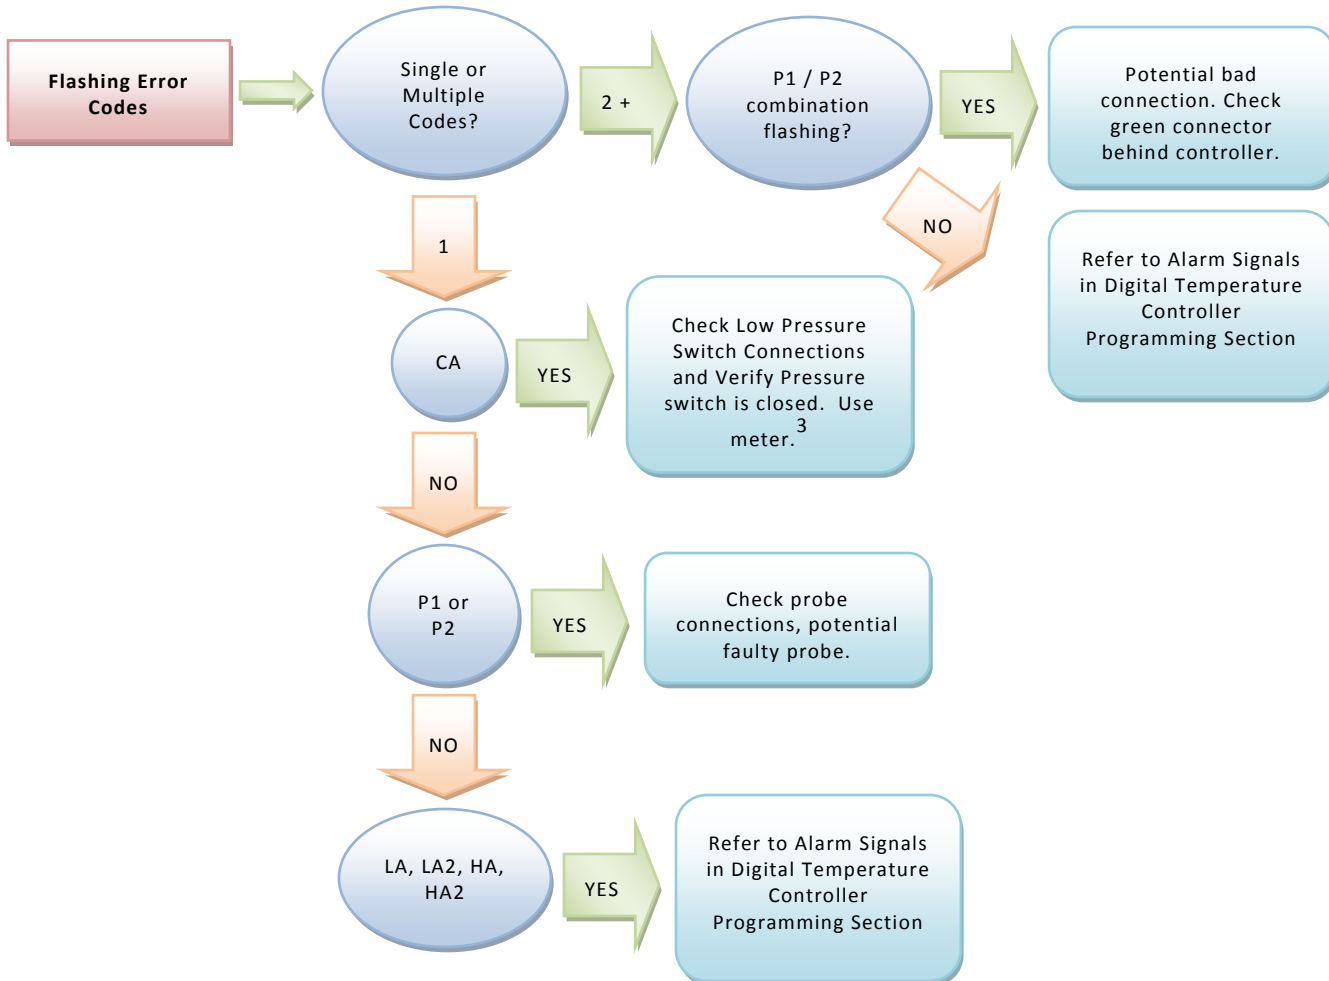 Flashing Error
Codes
Single or
Multiple
Codes?
2 +
P1 / P2
combination
flashing?
YES
Potential bad
connection. Check
green connector
behind controller.
NO
Refer to Alarm Signals
in Digital Temperature
Controller
Programming Section
1
CA
YES
Check Low Pressure
Switch Connections
and Verify Pressure
switch is closed. Use
meter.3
NO
P1 or
P2
YES
Check probe
connections, potential
faulty probe.
NO
LA, LA2, HA,
HA2
YES
Refer to Alarm Signals
in Digital Temperature
Controller
Programming Section